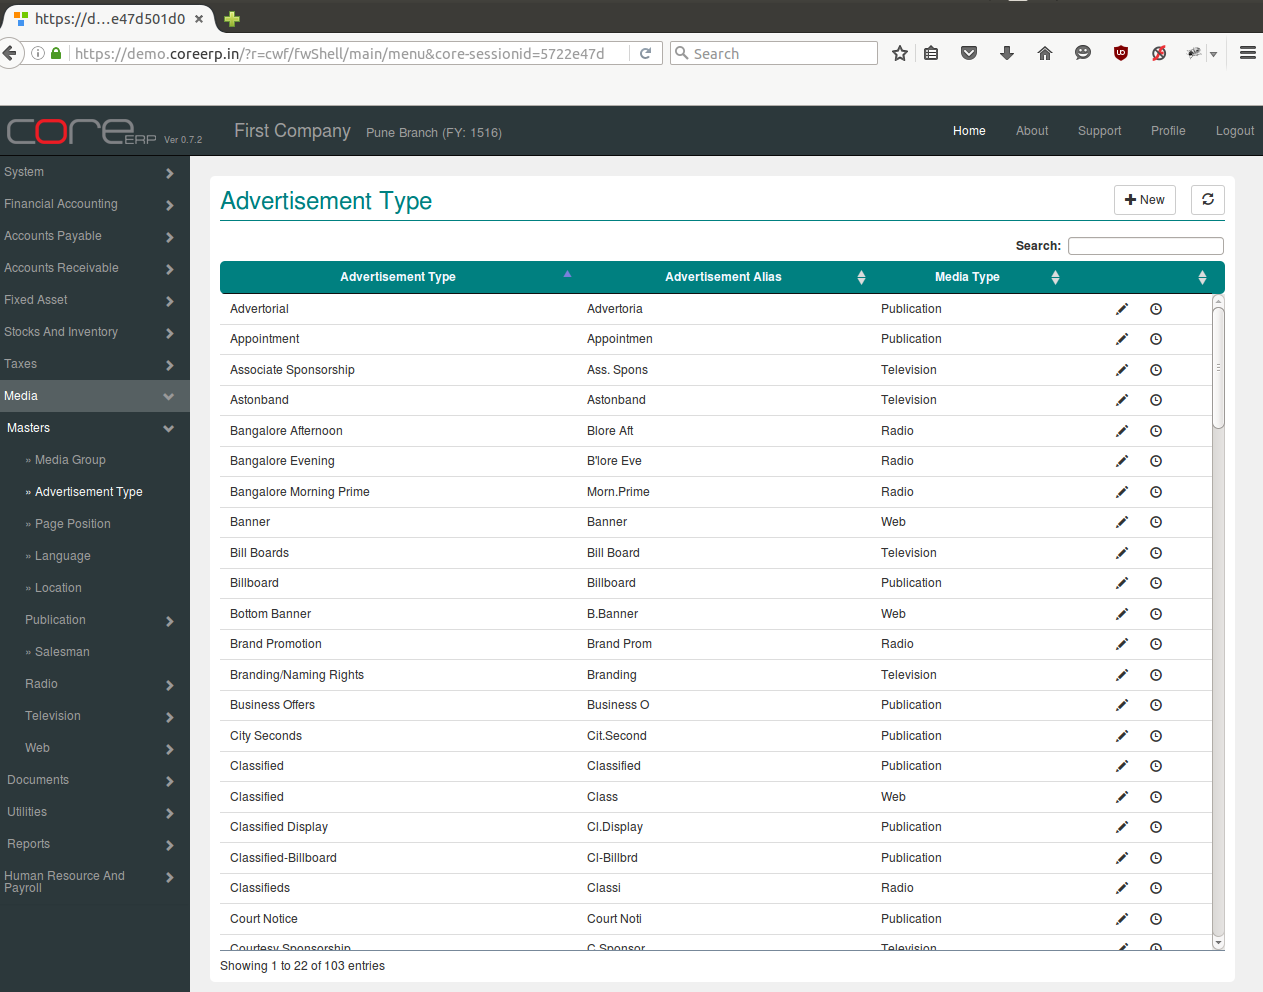 https://d...e47d501d0
https://demo.coreerp.in/?r=cwf/fwShell/main/menu&core-sessionid=5722e47d
Search
core ERP Ver 0.7.2
First Company Pune Branch (FY: 1516)
Home About Support Profile Logout
System
Financial Accounting
Accounts Payable
Accounts Receivable
Fixed Asset
Stocks And Inventory
Taxes
Media
Masters
» Media Group
» Advertisement Type
» Page Position
» Language
» Location
Publication
» Salesman
Radio
Television
Web
Documents
Utilities
Reports
Human Resource And
Payroll
Advertisement Type
New
Search:
Advertisement Type Advertisement Alias Media Type
Advertorial Advertoria Publication
Appointment Appointmen Publication
Associate Sponsorship Ass. Spons Television
Astonband Astonband Television
Bangalore Afternoon Blore Aft Radio
Bangalore Evening B'lore Eve Radio
Bangalore Morning Prime Morn.Prime Radio
Banner Banner Web
Bill Boards Bill Board Television
Billboard Billboard Publication
Bottom Banner B.Banner Web
Brand Promotion Brand Prom Radio
Branding/Naming Rights Branding Television
Business Offers Business O Publication
City Seconds Cit.Second Publication
Classified Classified Publication
Classified Class Web
Classified Display Cl.Display Publication
Classified-Billboard Cl-Billbrd Publication
Classifieds Classi Radio
Court Notice Court Noti Publication
Courtesy Sponsorship C.Sponsor Television
Showing 1 to 22 of 103 entries